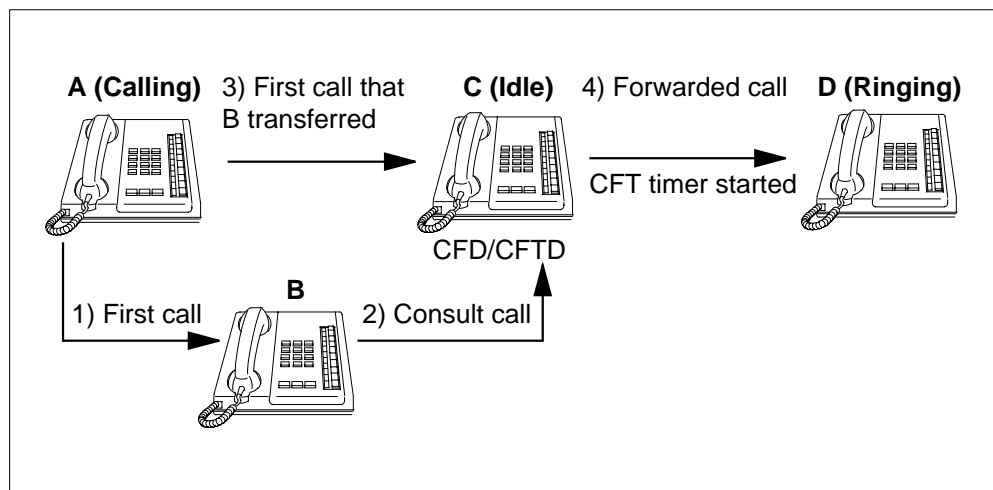 A (Calling)
3) First call that
B transferred
C (Idle)
4) Forwarded call
D (Ringing)
CFT timer started
CFD/CFTD
1) First call
B
2) Consult call